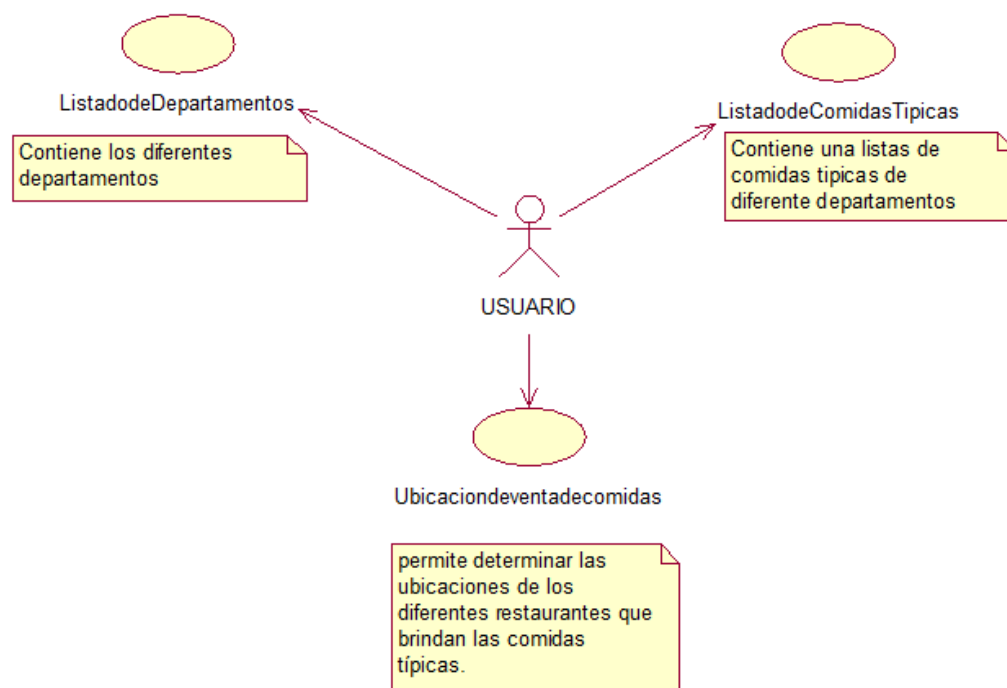 ListadodeDepartamentos
Contiene los diferentes
departamentos
ListadodeComidasTipicas
Contiene una listas de
comidas tipicas de
diferente departamentos
USUARIO
Ubicaciondeventadecomidas
permite determinar las
ubicaciones de los
diferentes restaurantes que
brindan las comidas
típicas.